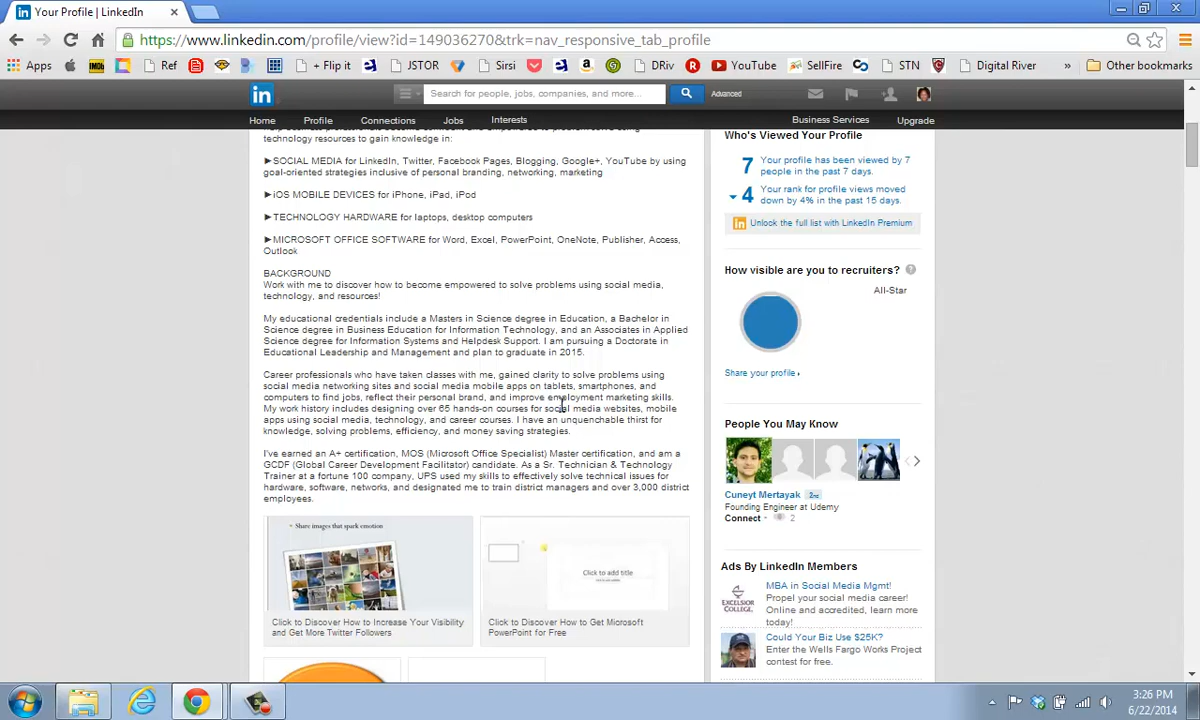 Your Profile | LinkedIn
https://www.linkedin.com/profile/view?id=149036270&trk=nav_responsive_tab_profile
Apps
Ref
+ Flip it
JSTOR
Sirsi
DRiv
YouTube
SellFire
STN
Digital River
»
Other bookmarks
in
Search for people, jobs, companies, and more...
Advanced
Home
Profile
Connections
Jobs
Interests
Business Services
Upgrade
technology resources to gain knowledge in:
►SOCIAL MEDIA for LinkedIn, Twitter, Facebook Pages, Blogging, Google+, YouTube by using
goal-oriented strategies inclusive of personal branding, networking, marketing
►iOS MOBILE DEVICES for iPhone, iPad, iPod
►TECHNOLOGY HARDWARE for laptops, desktop computers
►MICROSOFT OFFICE SOFTWARE for Word, Excel, PowerPoint, OneNote, Publisher, Access,
Outlook
BACKGROUND
Work with me to discover how to become empowered to solve problems using social media,
technology, and resources!
My educational credentials include a Masters in Science degree in Education, a Bachelor in
Science degree in Business Education for Information Technology, and an Associates in Applied
Science degree for Information Systems and Helpdesk Support. I am pursuing a Doctorate in
Educational Leadership and Management and plan to graduate in 2015.
Career professionals who have taken classes with me, gained clarity to solve problems using
social media networking sites and social media mobile apps on tablets, smartphones, and
computers to find jobs, reflect their personal brand, and improve employment marketing skills.
My work history includes designing over 65 hands-on courses for social media websites, mobile
apps using social media, technology, and career courses. I have an unquenchable thirst for
knowledge, solving problems, efficiency, and money saving strategies.
I've earned an A+ certification, MOS (Microsoft Office Specialist) Master certification, and am a
GCDF (Global Career Development Facilitator) candidate. As a Sr. Technician & Technology
Trainer at a fortune 100 company, UPS used my skills to effectively solve technical issues for
hardware, software, networks, and designated me to train district managers and over 3,000 district
employees.
Share images that spark emotion
Click to Discover How to Increase Your Visibility
and Get More Twitter Followers
Click to add title
Click to Discover How to Get Microsoft
PowerPoint for Free
Who's Viewed Your Profile
7
Your profile has been viewed by 7
people in the past 7 days.
4
Your rank for profile views moved
down by 4% in the past 15 days.
in Unlock the full list with LinkedIn Premium
How visible are you to recruiters? ?
All-Star
Share your profile ›
People You May Know
Cuneyt Mertayak 2nd
Founding Engineer at Udemy
Connect • 2
Ads By LinkedIn Members
EXCELSIOR
COLLEGE
MBA in Social Media Mgmt!
Propel your social media career!
Online and accredited, learn more
today!
Could Your Biz Use $25K?
Enter the Wells Fargo Works Project
contest for free.
3:26 PM
6/22/2014